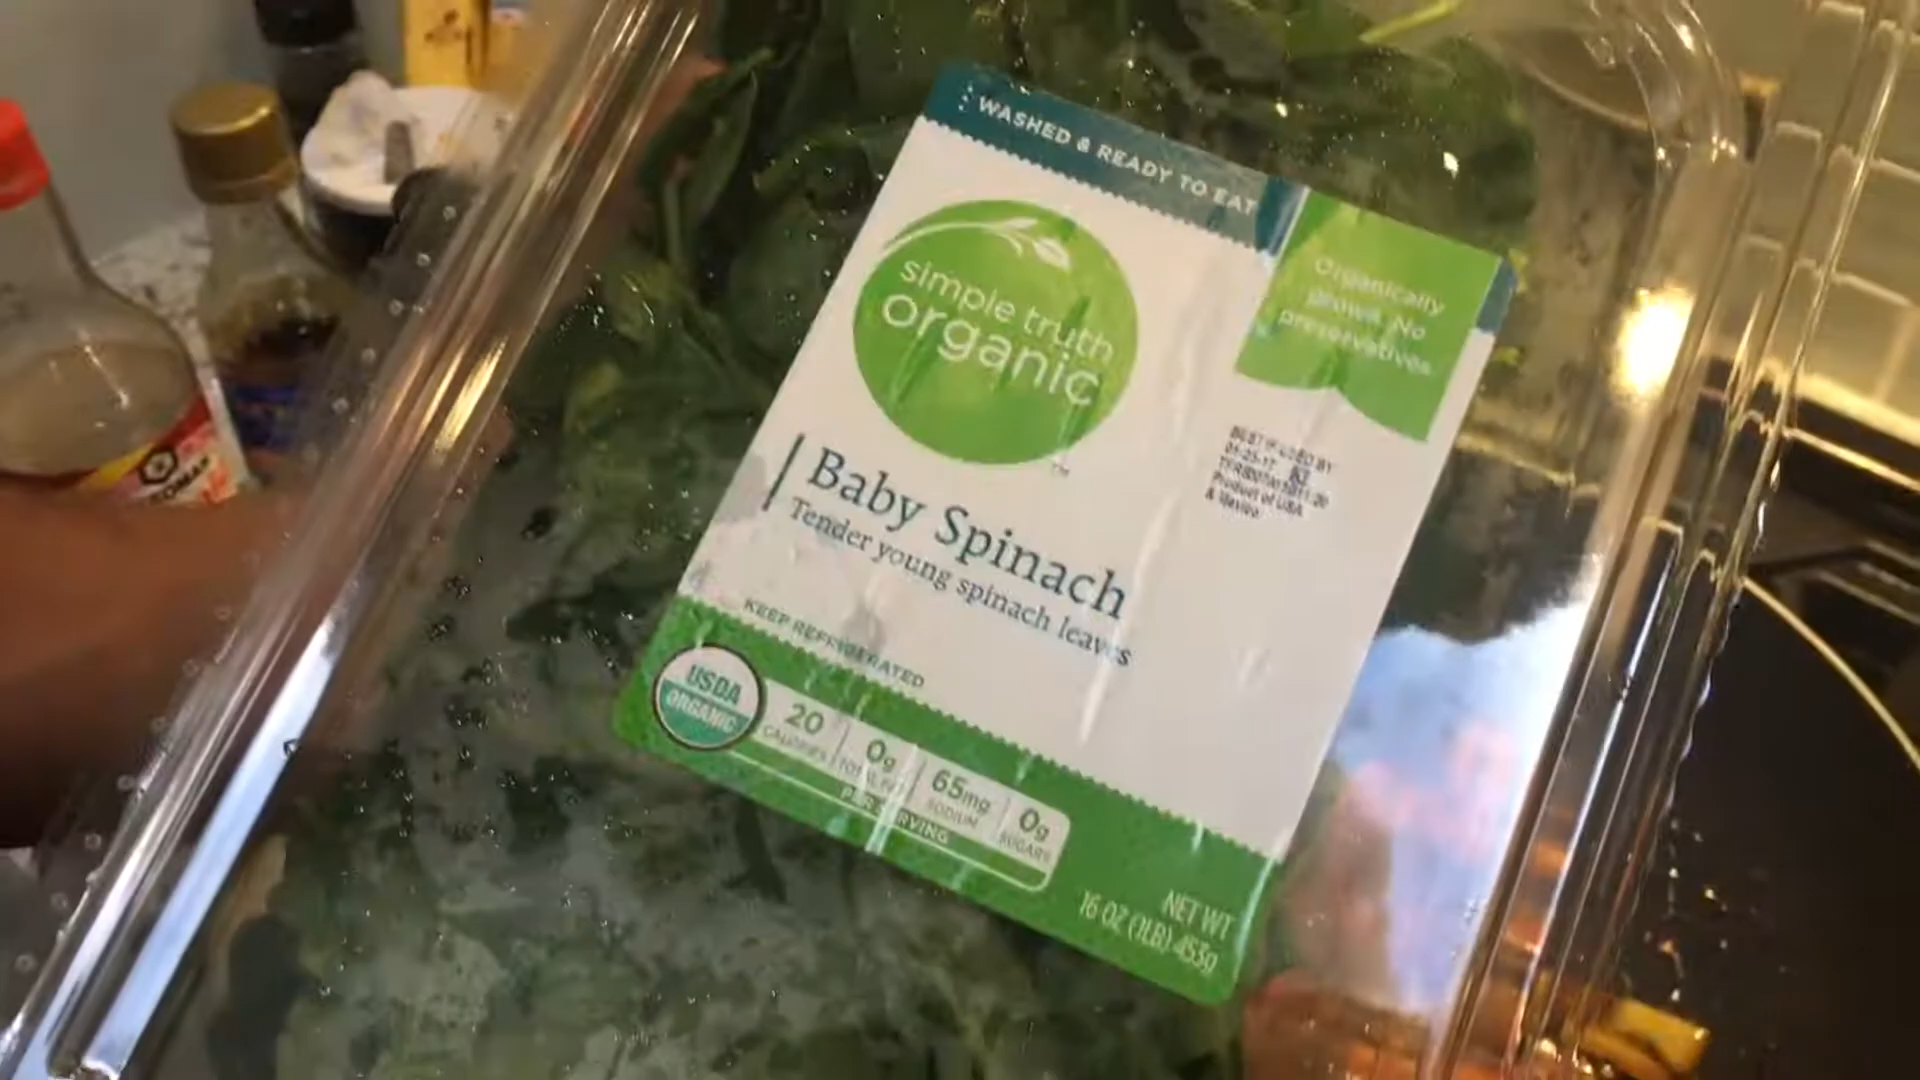 WASHED & READY TO EAT
simple truth
organic
TM
Organically
grown. No
preservatives
BEST IF USED BY
Product of USA
& Mexico
Baby Spinach
Tender young spinach leaves
KEEP REFRIGERATED
USDA
ORGANIC
20
CALORIES
0g
TOTAL FAT
65mg
SODIUM
0g
SUGARS
PER SERVING
NET WT
16 OZ (1LB) 453g